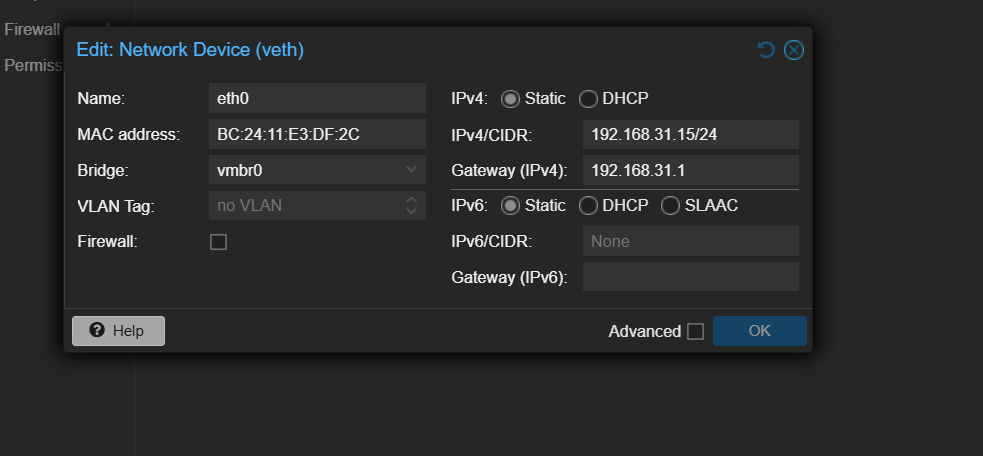 Firewall
Permiss
Edit: Network Device (veth)
Name: eth0
MAC address: BC:24:11:E3:DF:2C
Bridge: vmbr0
VLAN Tag: no VLAN
Firewall:
IPv4: Static DHCP
IPv4/CIDR: 192.168.31.15/24
Gateway (IPv4): 192.168.31.1
IPv6: Static DHCP SLAAC
IPv6/CIDR: None
Gateway (IPv6):
Help
Advanced
OK